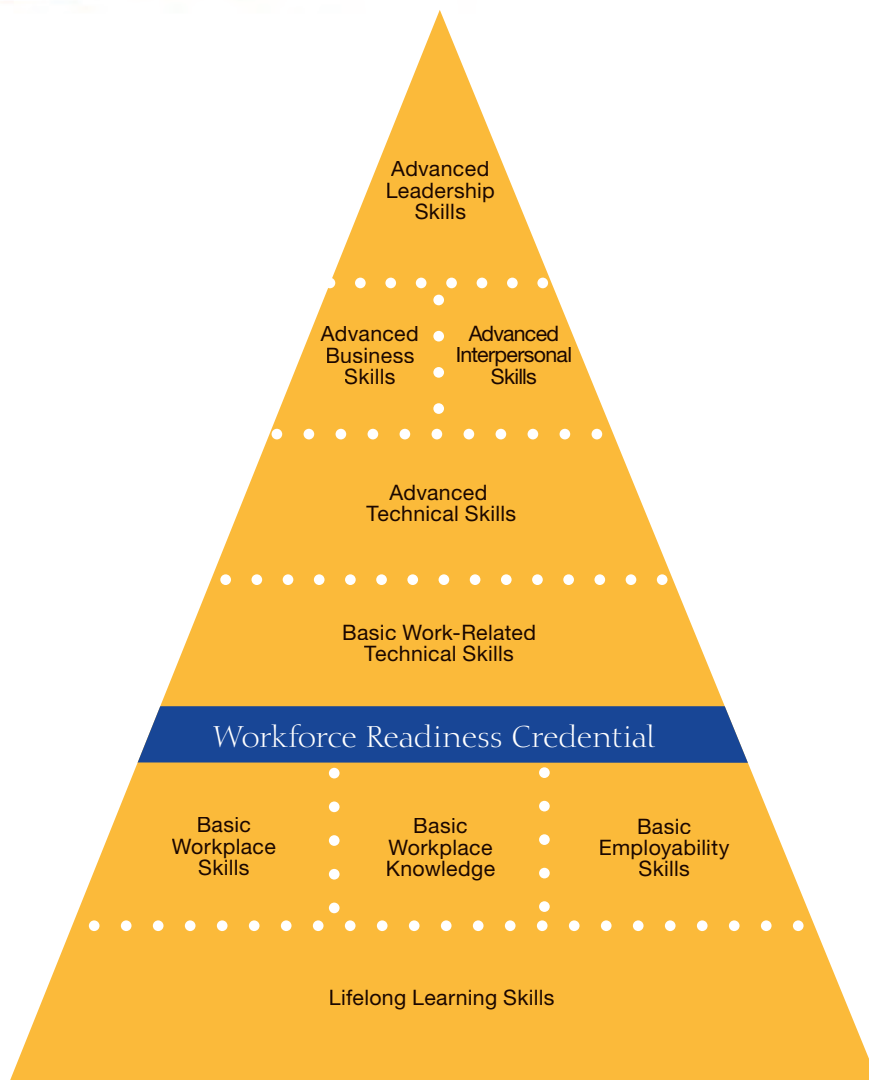 Advanced
Leadership
Skills
Advanced
Business
Skills
Advanced
Interpersonal
Skills
Advanced
Technical Skills
Basic Work-Related
Technical Skills
Workforce Readiness Credential
Basic
Workplace
Skills
Basic
Workplace
Knowledge
Basic
Employability
Skills
Lifelong Learning Skills